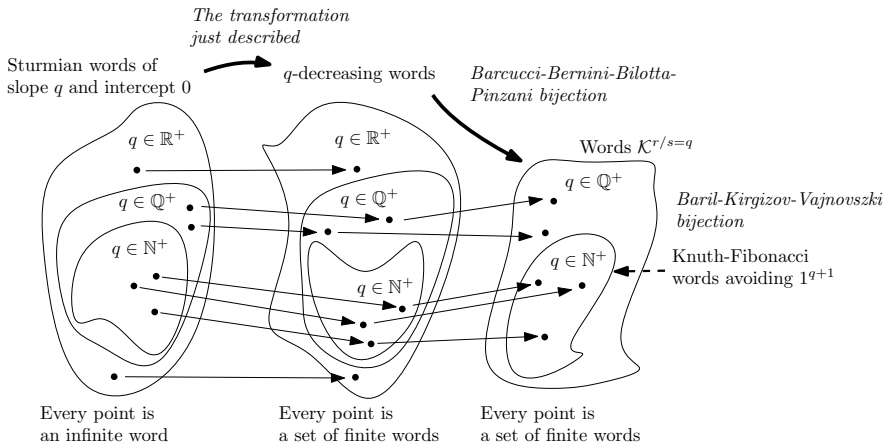 The transformation
just described
Sturmian words of
slope q and intercept 0
q-decreasing words
Barcucci-Bernini-Bilotta-
Pinzani bijection
Words 𝒦^{r/s=q}
q ∈ ℝ⁺
q ∈ ℚ⁺
q ∈ ℕ⁺
q ∈ ℝ⁺
q ∈ ℚ⁺
q ∈ ℕ⁺
q ∈ ℚ⁺
q ∈ ℕ⁺
Baril-Kirgizov-Vajnovszki
bijection
Knuth-Fibonacci
words avoiding 1^{q+1}
Every point is
an infinite word
Every point is
a set of finite words
Every point is
a set of finite words